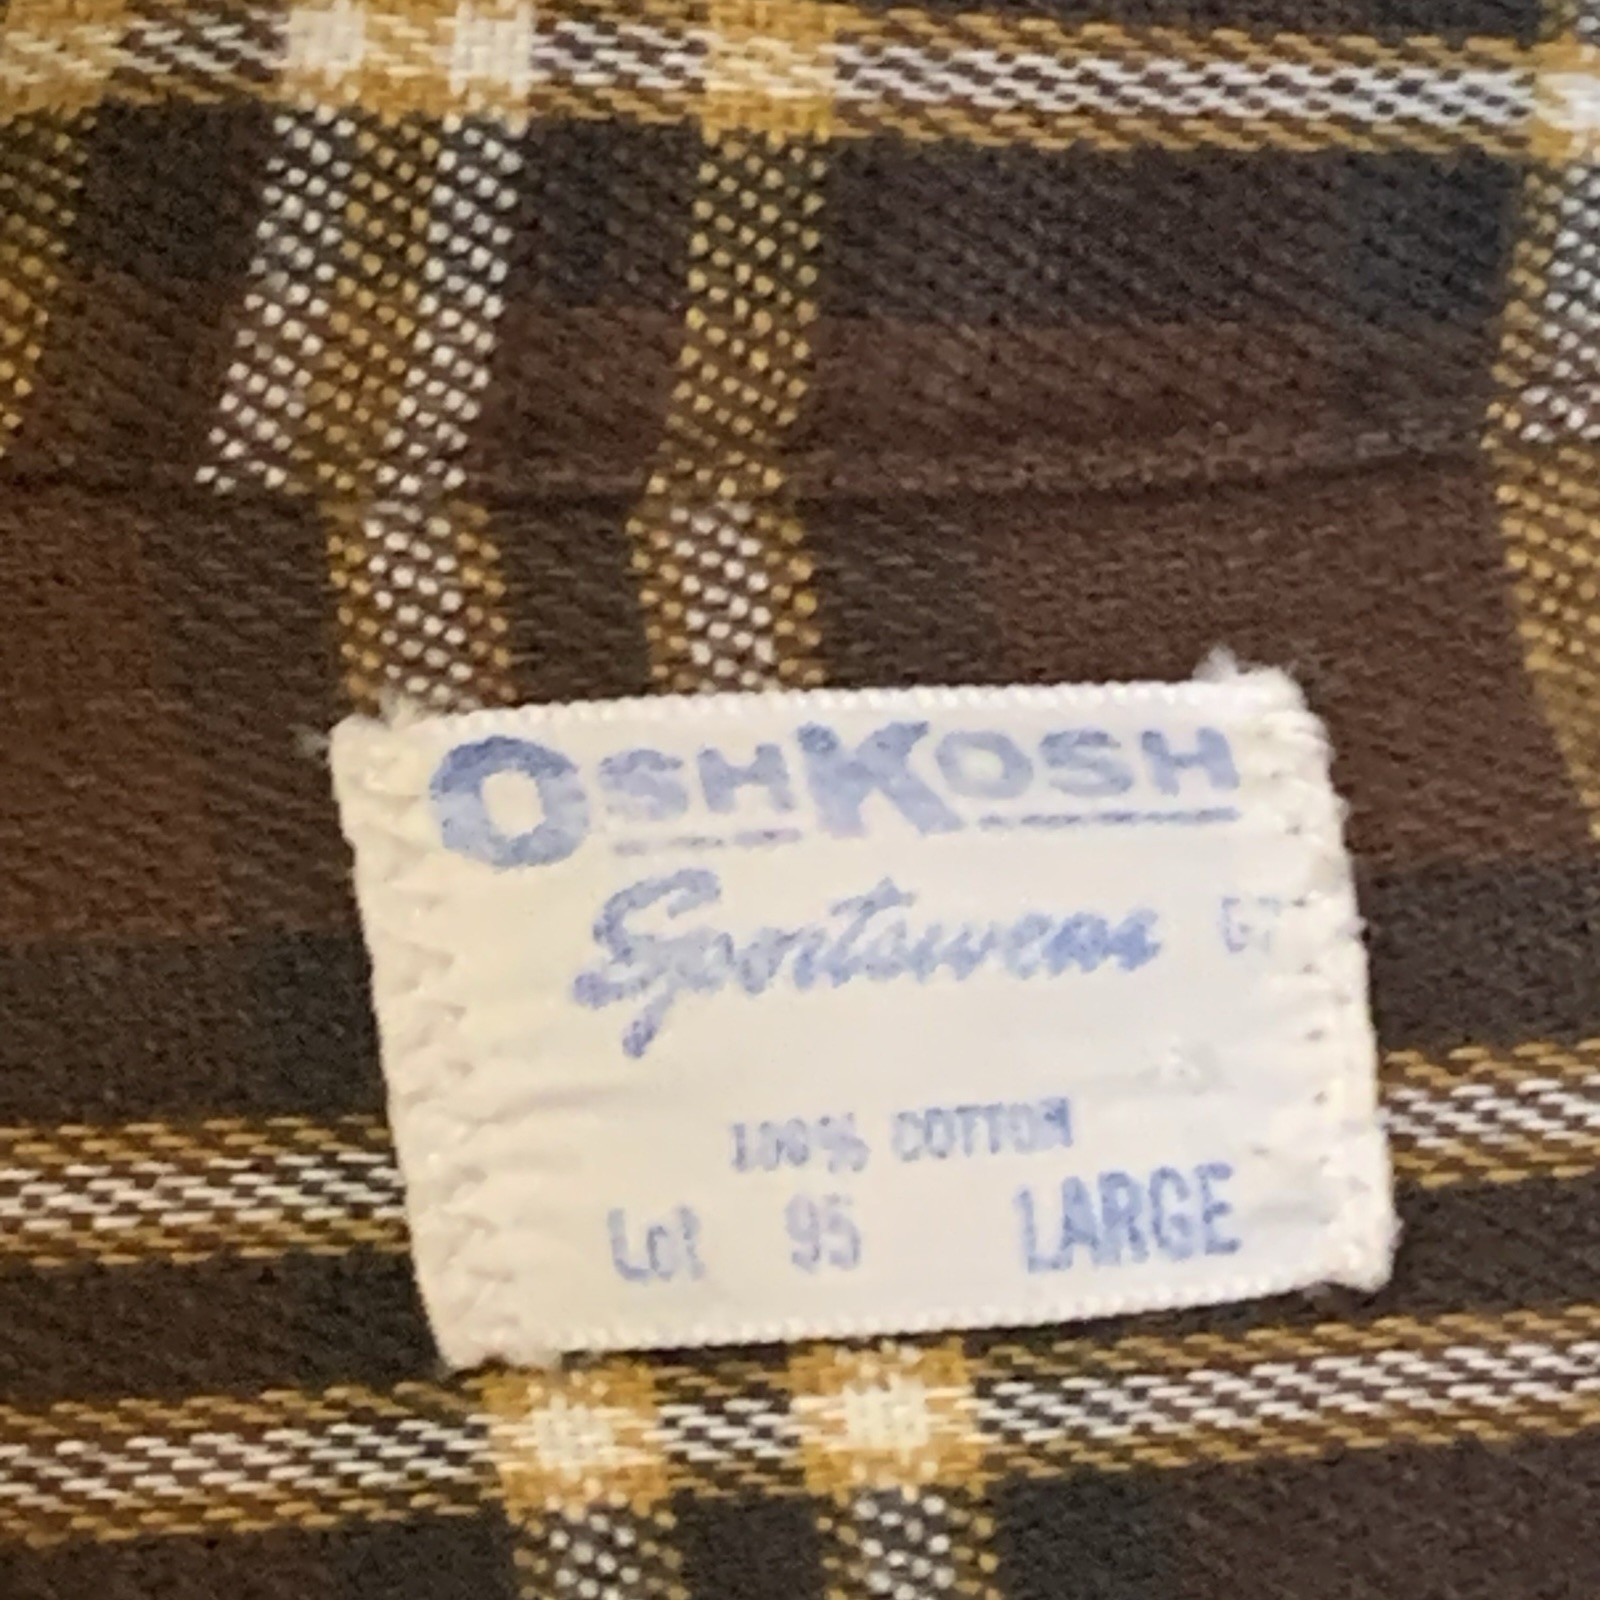 OSHKOSH
Sportswear
100% COTTON
Lot 95 LARGE